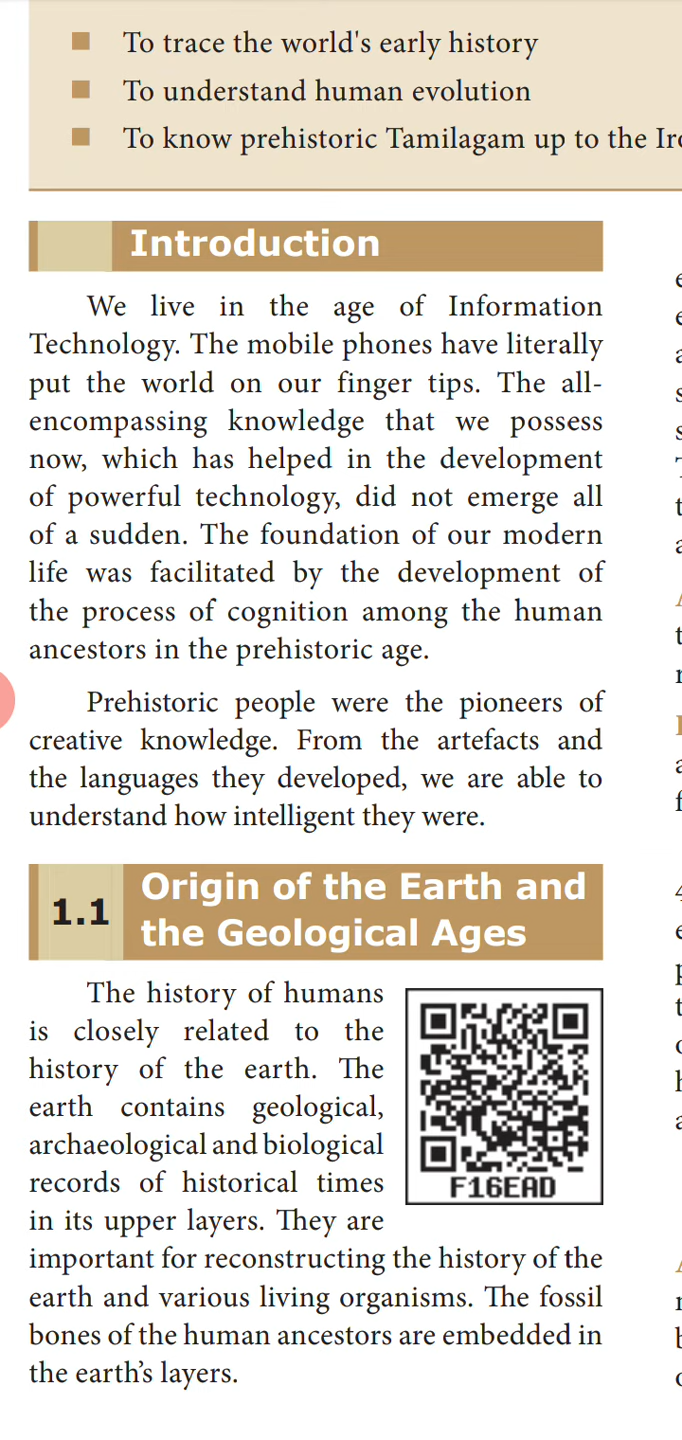 To trace the world's early history
To understand human evolution
To know prehistoric Tamilagam up to the
Introduction
We live in the age of Information
Technology. The mobile phones have literally
put the world on our finger tips. The all-
encompassing knowledge that we possess
now, which has helped in the development
of powerful technology, did not emerge all
of a sudden. The foundation of our modern
life was facilitated by the development of
the process of cognition among the human
ancestors in the prehistoric age.
Prehistoric people were the pioneers of
creative knowledge. From the artefacts and
the languages they developed, we are able to
understand how intelligent they were.
1.1 Origin of the Earth and
the Geological Ages
The history of humans
is closely related to the
history of the earth. The
earth contains geological,
archaeological and biological
records of historical times
in its upper layers. They are
important for reconstructing the history of the
earth and various living organisms. The fossil
bones of the human ancestors are embedded in
the earth’s layers.
F16EAD